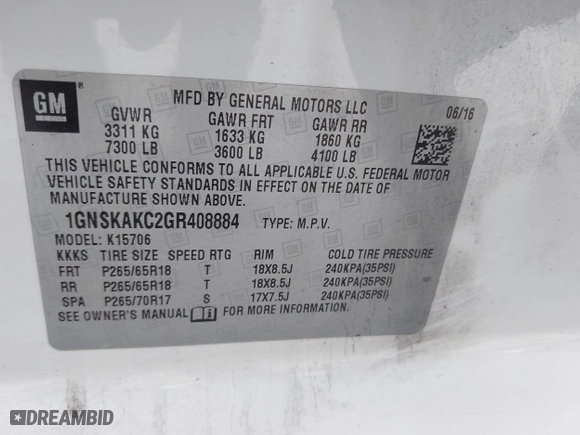 GM
®
MFD BY GENERAL MOTORS LLC
06/16
GVWR GAWR FRT GAWR RR
3311 KG 1633 KG 1860 KG
7300 LB 3600 LB 4100 LB
THIS VEHICLE CONFORMS TO ALL APPLICABLE U.S. FEDERAL MOTOR
VEHICLE SAFETY STANDARDS IN EFFECT ON THE DATE OF
MANUFACTURE SHOWN ABOVE.
1GNSKAKC2GR408884 TYPE: M.P.V.
MODEL: K15706
KKKS TIRE SIZE SPEED RTG RIM COLD TIRE PRESSURE
FRT P265/65R18 T 18X8.5J 240KPA(35PSI)
RR P265/65R18 T 18X8.5J 240KPA(35PSI)
SPA P265/70R17 S 17X7.5J 240KPA(35PSI)
SEE OWNER'S MANUAL FOR MORE INFORMATION.
DREAMBID